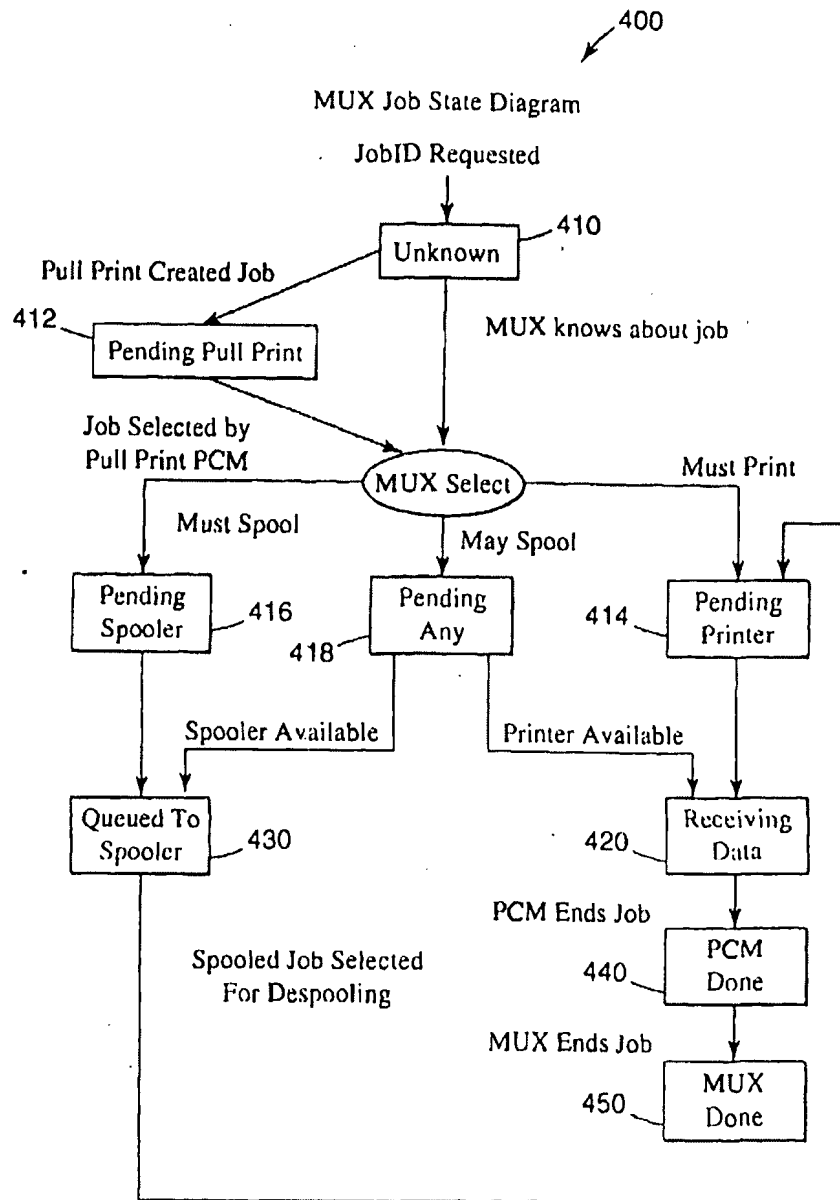 400
MUX Job State Diagram
JobID Requested
410
Unknown
Pull Print Created Job
412
Pending Pull Print
MUX knows about job
Job Selected by
Pull Print PCM
MUX Select
Must Print
Must Spool
May Spool
Pending
Spooler
416
Pending
Any
418
414
Pending
Printer
Spooler Available
Printer Available
Queued To
Spooler
430
420
Receiving
Data
PCM Ends Job
Spooled Job Selected
For Despooling
440
PCM
Done
MUX Ends Job
450
MUX
Done